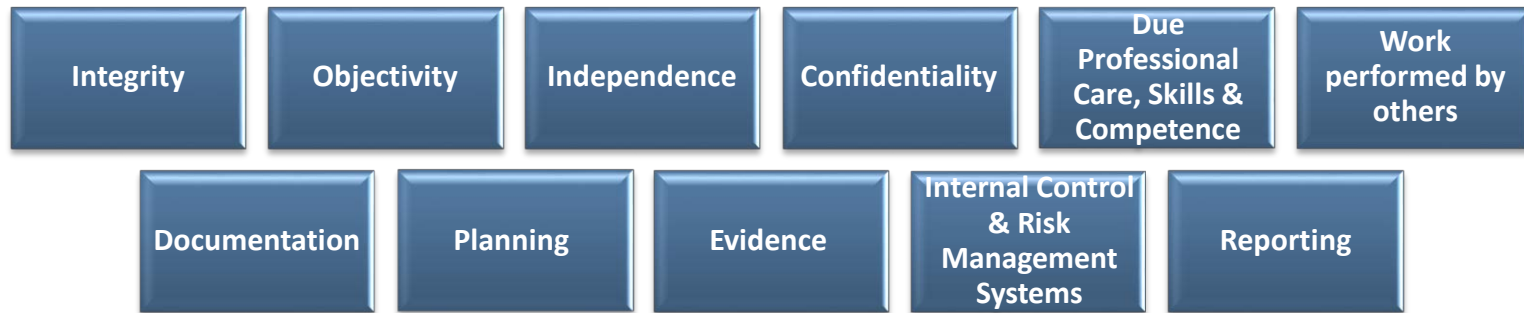 Integrity
Objectivity
Independence
Confidentiality
Due
Professional
Care, Skills &
Competence
Work
performed by
others
Documentation
Planning
Evidence
Internal Control
& Risk
Management
Systems
Reporting